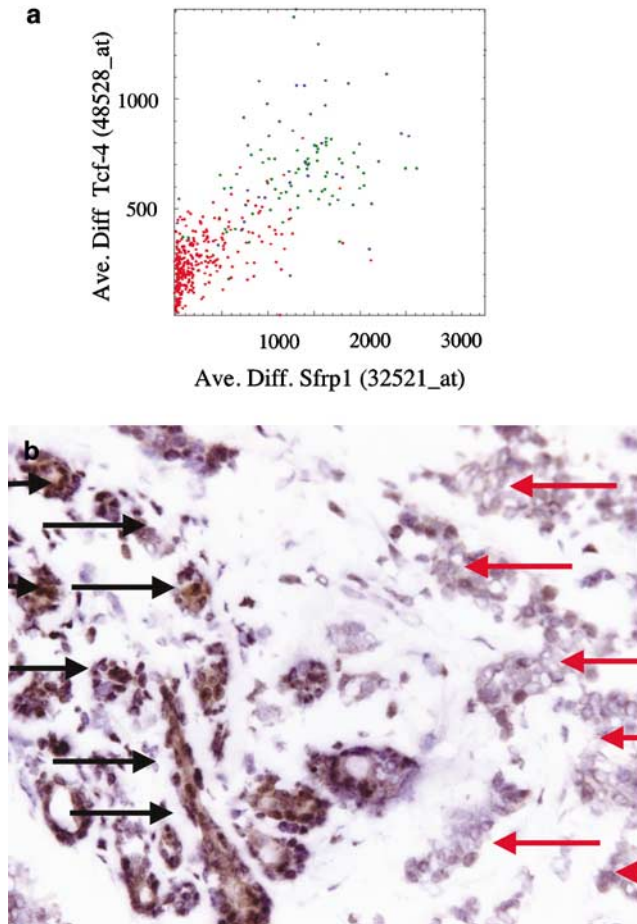 a
Ave. Diff Tcf-4 (48528_at)
1000
500
1000
2000
3000
Ave. Diff. Sfrp1 (32521_at)
b